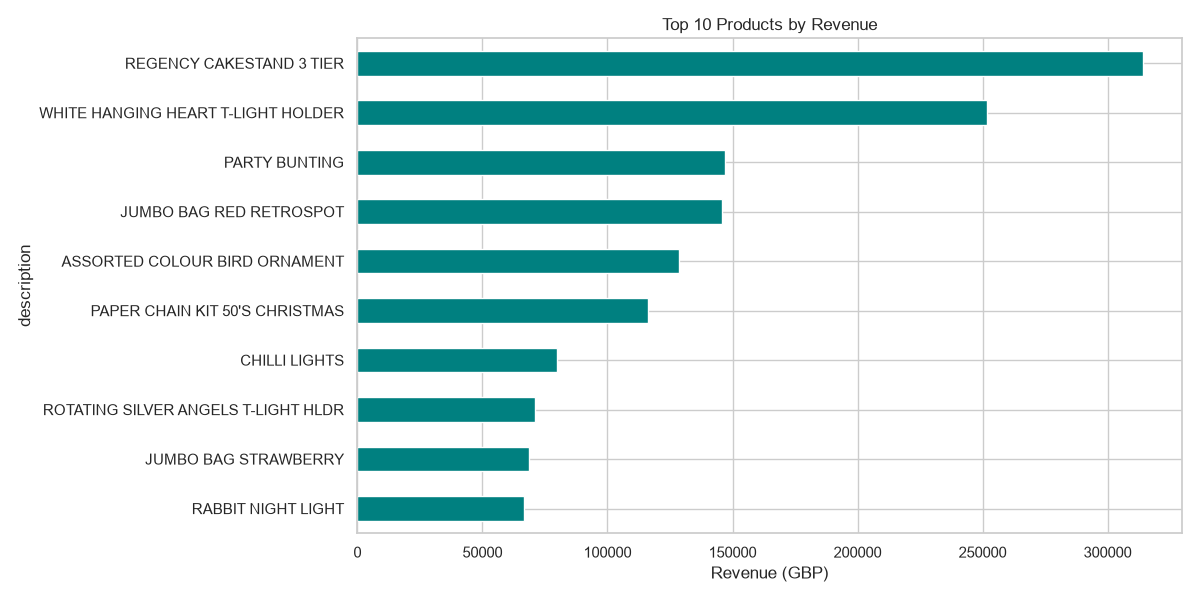 Top 10 Products by Revenue
REGENCY CAKESTAND 3 TIER
WHITE HANGING HEART T-LIGHT HOLDER
PARTY BUNTING
JUMBO BAG RED RETROSPOT
ASSORTED COLOUR BIRD ORNAMENT
PAPER CHAIN KIT 50'S CHRISTMAS
CHILLI LIGHTS
ROTATING SILVER ANGELS T-LIGHT HLDR
JUMBO BAG STRAWBERRY
RABBIT NIGHT LIGHT
description
0 50000 100000 150000 200000 250000 300000
Revenue (GBP)